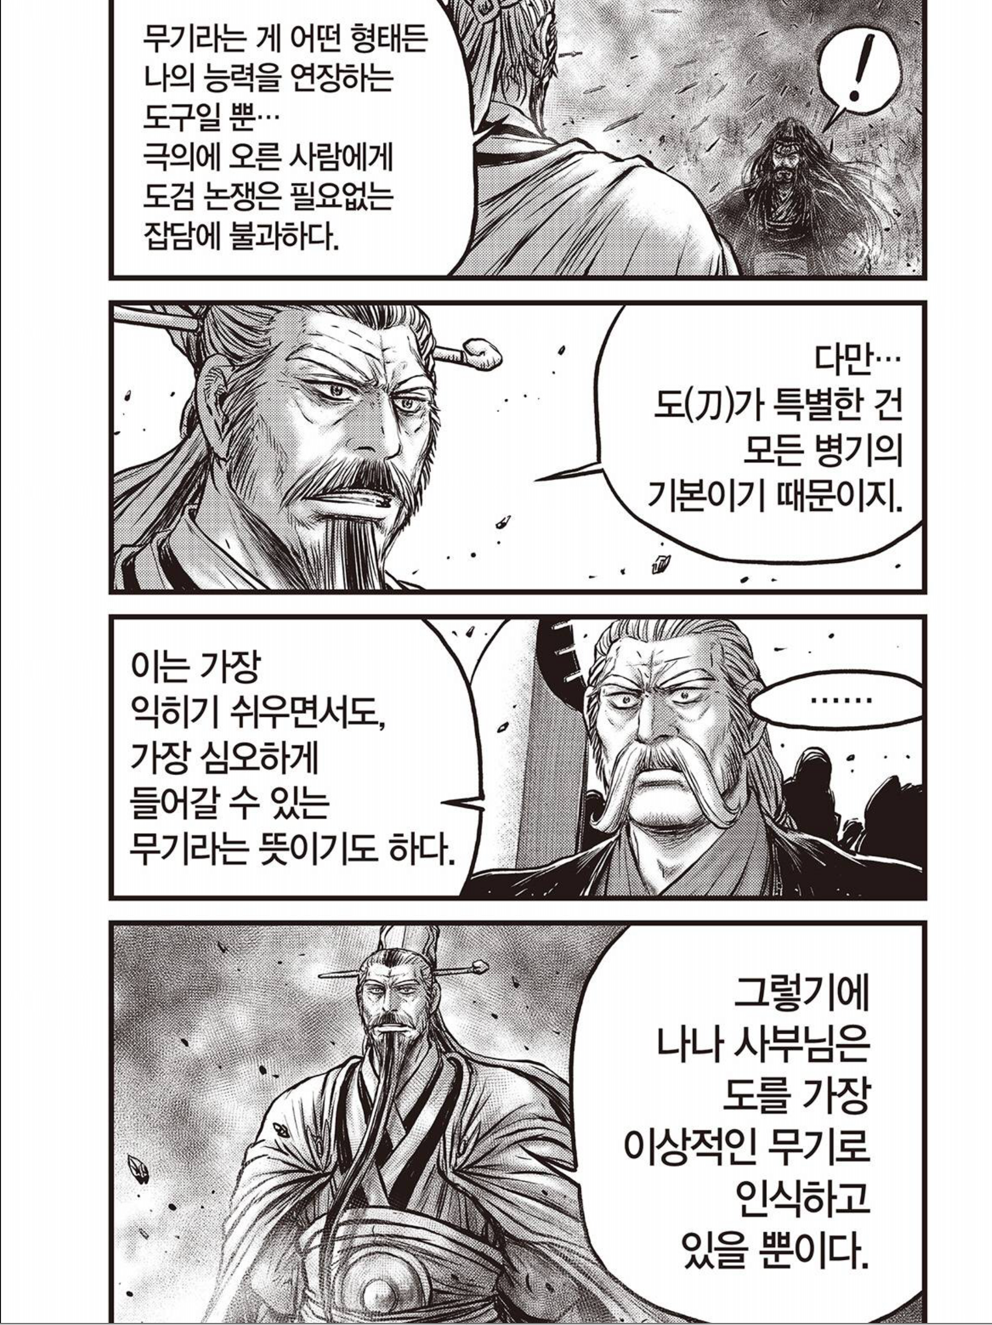 무기라는 게 어떤 형태든
나의 능력을 연장하는
도구일 뿐…
극의에 오른 사람에게
도검 논쟁은 필요없는
잡담에 불과하다.
!
다만…
도(刀)가 특별한 건
모든 병기의
기본이기 때문이지.
이는 가장
익히기 쉬우면서도,
가장 심오하게
들어갈 수 있는
무기라는 뜻이기도 하다.
……
그렇기에
나나 사부님은
도를 가장
이상적인 무기로
인식하고
있을 뿐이다.